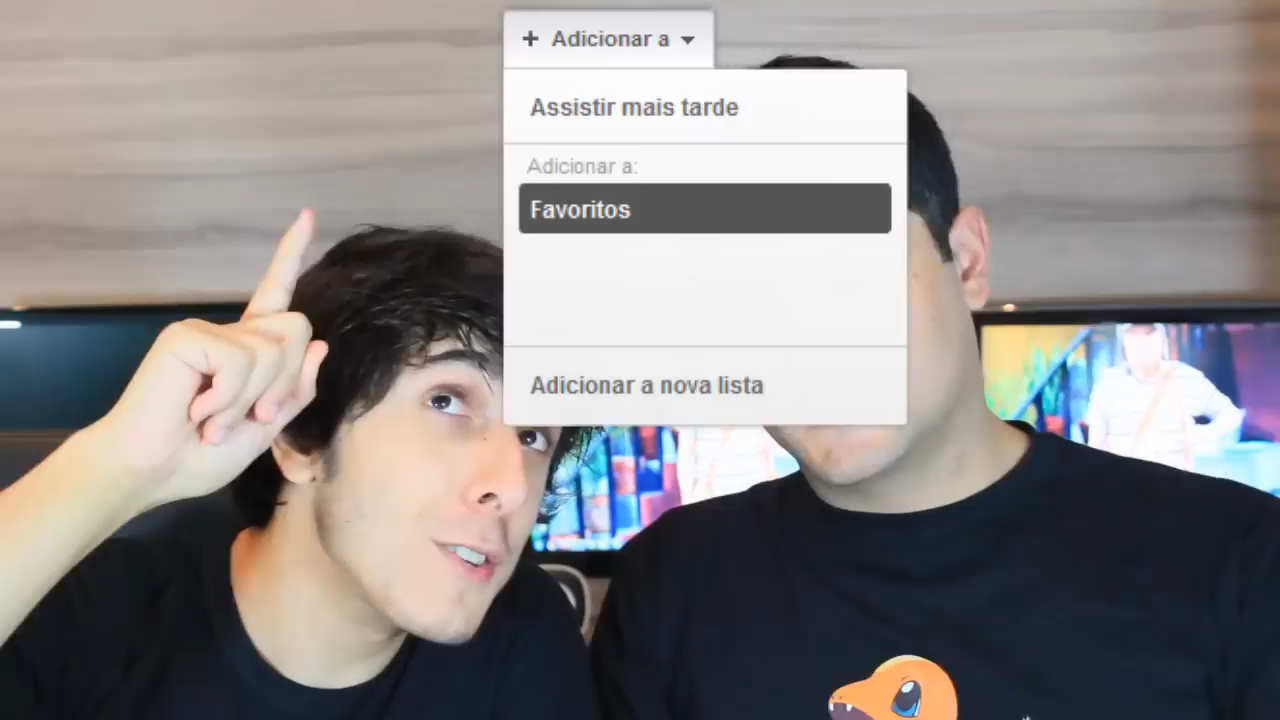 + Adicionar a
Assistir mais tarde
Adicionar a:
Favoritos
Adicionar a nova lista